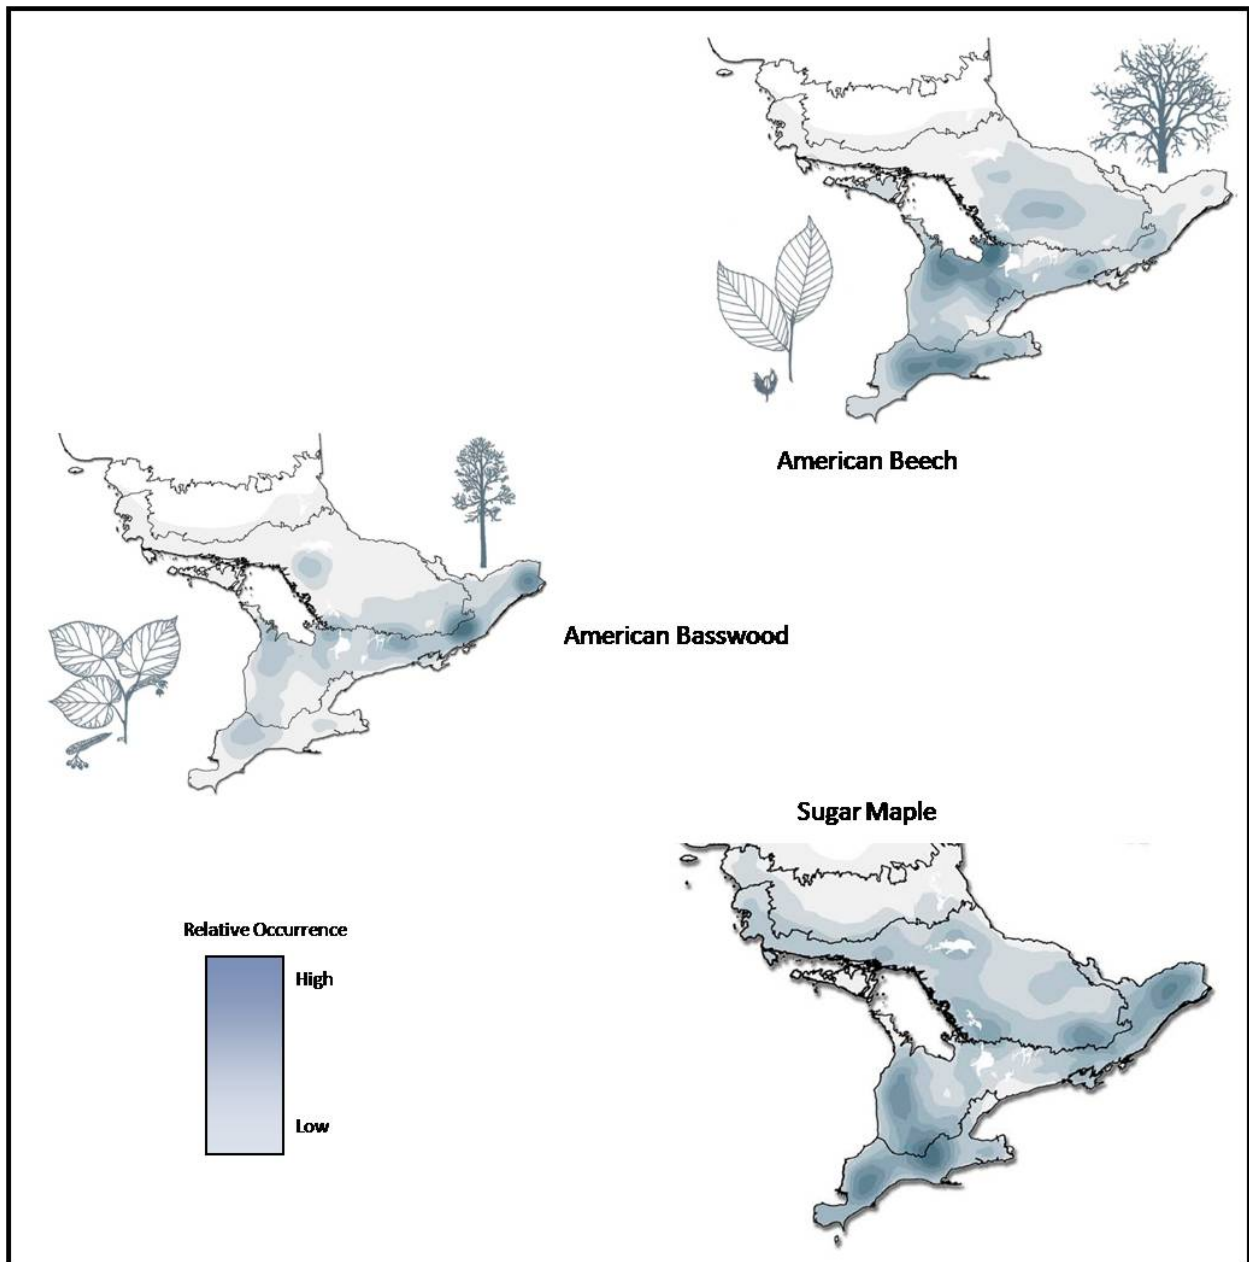 American Beech
American Basswood
Sugar Maple
Relative Occurrence
High
Low